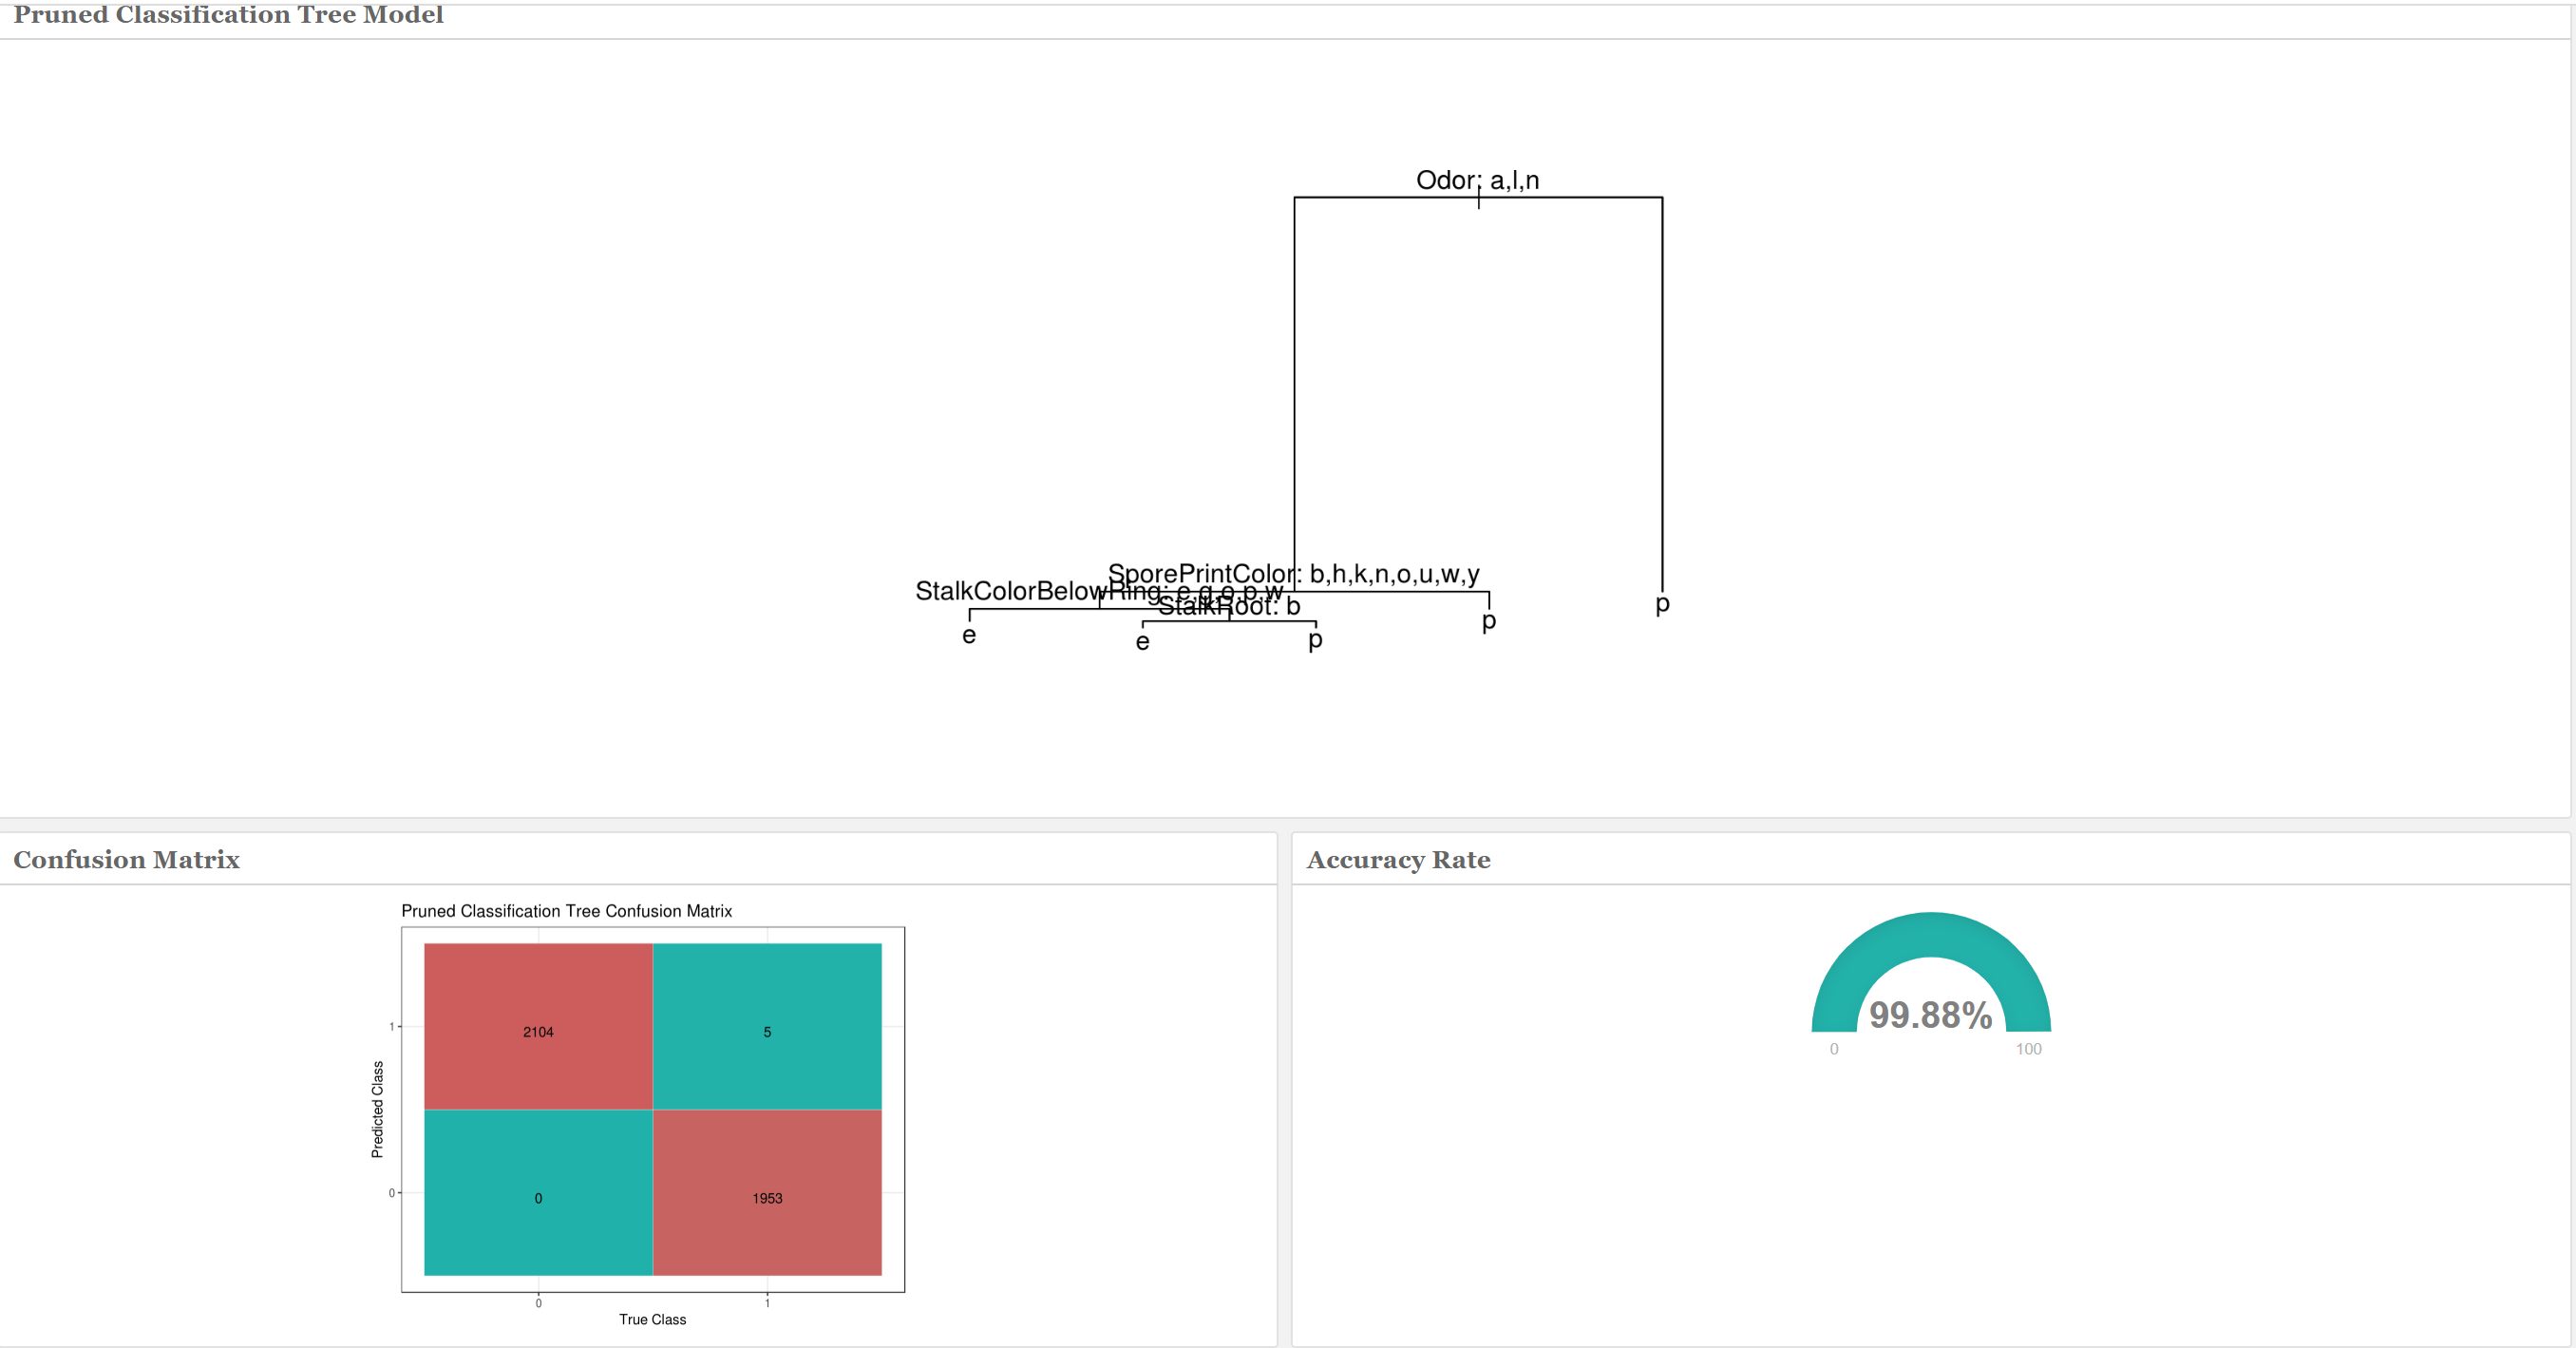 Pruned Classification Tree Model
Odor: a,l,n
SporePrintColor: b,h,k,n,o,u,w,y
StalkColorBelowRing: e,g,o,p,w
StalkRoot: b
p
p
e
e
p
Confusion Matrix
Accuracy Rate
Pruned Classification Tree Confusion Matrix
2104
5
0
1953
1
0
Predicted Class
0
1
True Class
99.88%
0
100